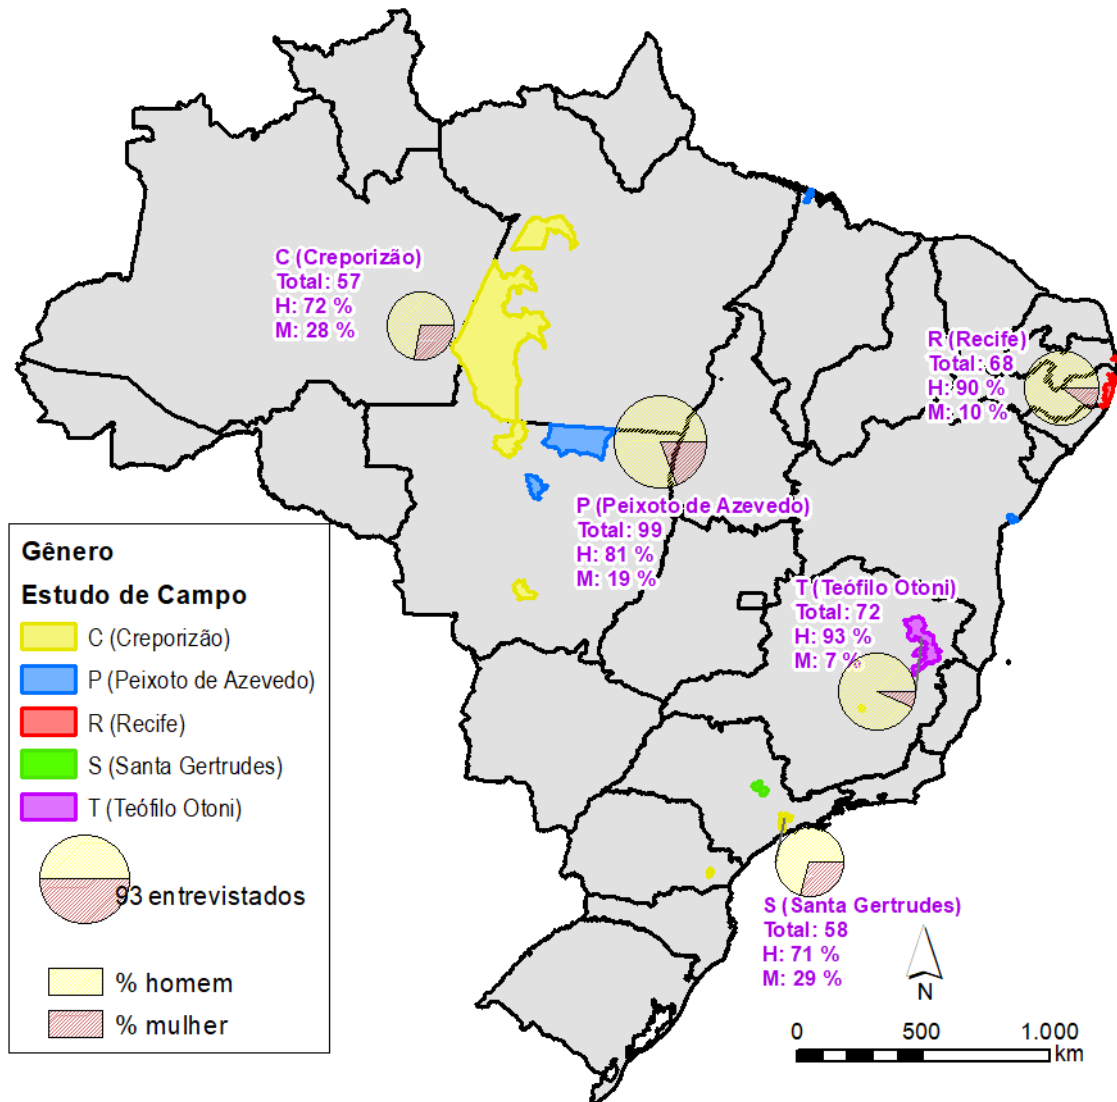 C (Creporizão)
Total: 57
H: 72 %
M: 28 %
R (Recife)
Total: 68
H: 90 %
M: 10 %
P (Peixoto de Azevedo)
Total: 99
H: 81 %
M: 19 %
T (Teófilo Otoni)
Total: 72
H: 93 %
M: 7 %
S (Santa Gertrudes)
Total: 58
H: 71 %
M: 29 %
Gênero
Estudo de Campo
C (Creporizão)
P (Peixoto de Azevedo)
R (Recife)
S (Santa Gertrudes)
T (Teófilo Otoni)
93 entrevistados
% homem
% mulher
N
0 500 1.000
km